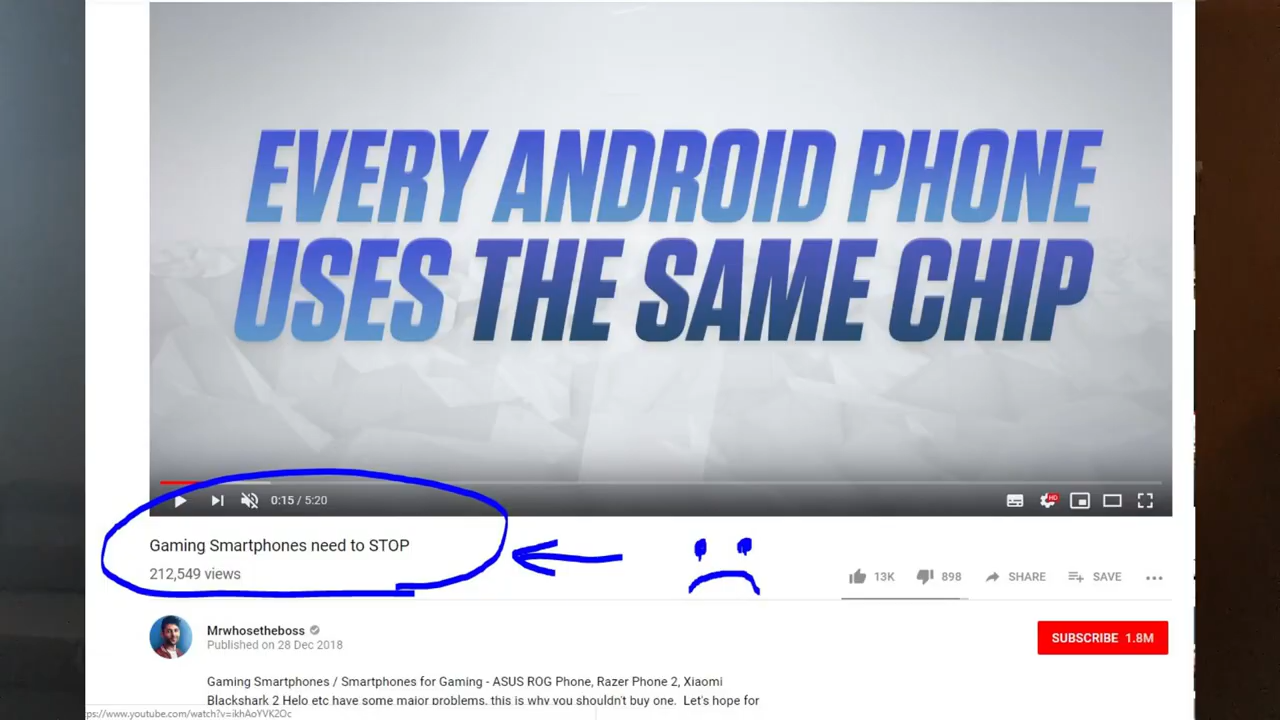 EVERY ANDROID PHONE
USES THE SAME CHIP
0:15 / 5:20
HD
Gaming Smartphones need to STOP
212,549 views
13K 898 SHARE SAVE
Mrwhosetheboss
Published on 28 Dec 2018
SUBSCRIBE 1.8M
Gaming Smartphones / Smartphones for Gaming - ASUS ROG Phone, Razer Phone 2, Xiaomi
Blackshark 2 Helo etc have some major problems, this is why you shouldn't buy one. Let's hope for
ps://www.youtube.com/watch?v=ikhAoYVK2Oc